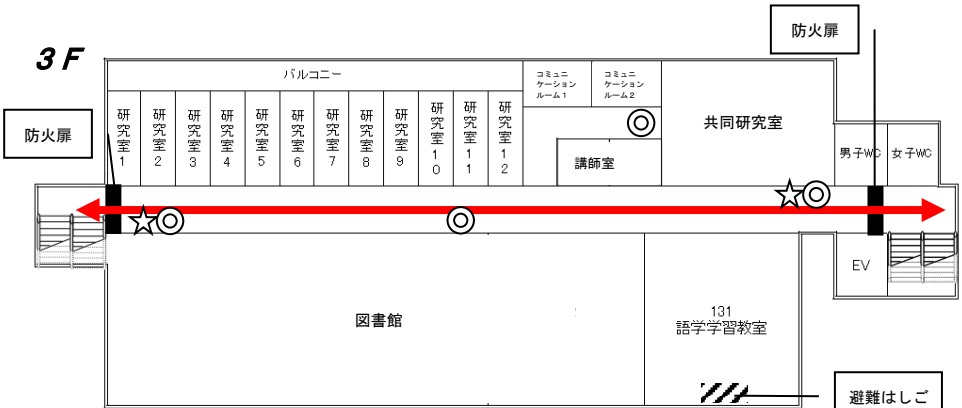 防火扉
3F
バルコニー
コミュニ
ケーション
ルーム1
コミュニ
ケーション
ルーム2
防火扉
研究室1
研究室2
研究室3
研究室4
研究室5
研究室6
研究室7
研究室8
研究室9
研究室10
研究室11
研究室12
共同研究室
講師室
男子WC
女子WC
EV
図書館
131
語学学習教室
避難はしご